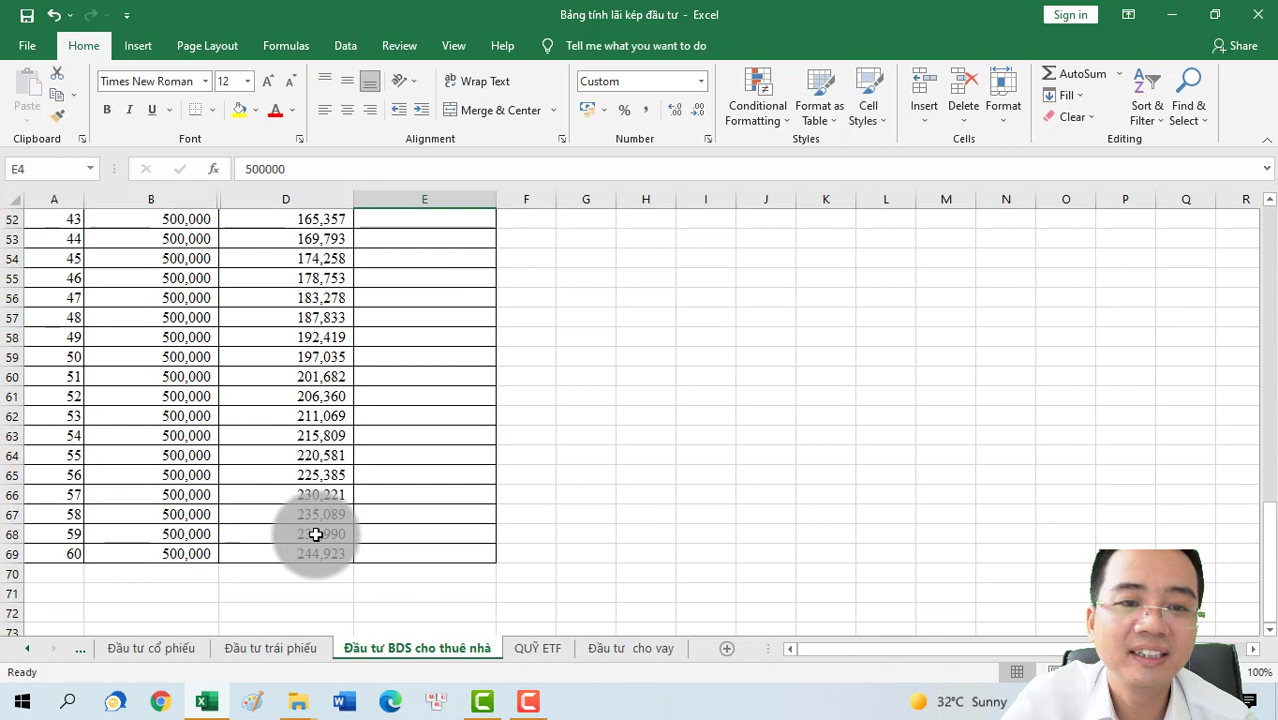 Bảng tính lãi kép đầu tư - Excel
Sign in
File Home Insert Page Layout Formulas Data Review View Help Tell me what you want to do Share
Paste
Times New Roman 12
B I U
Wrap Text
Merge & Center
Custom
Conditional Formatting
Format as Table
Cell Styles
Insert Delete Format
AutoSum
Fill
Clear
Sort & Filter
Find & Select
Clipboard Font Alignment Number Styles Cells Editing
E4 500000
A B D E F G H I J K L M N O P Q R
52 43 500,000 165,357
53 44 500,000 169,793
54 45 500,000 174,258
55 46 500,000 178,753
56 47 500,000 183,278
57 48 500,000 187,833
58 49 500,000 192,419
59 50 500,000 197,035
60 51 500,000 201,682
61 52 500,000 206,360
62 53 500,000 211,069
63 54 500,000 215,809
64 55 500,000 220,581
65 56 500,000 225,385
66 57 500,000 230,221
67 58 500,000 235,089
68 59 500,000
69 60 500,000 244,923
70
71
72
73
... Đầu tư cổ phiếu Đầu tư trái phiếu Đầu tư BDS cho thuê nhà QUỸ ETF Đầu tư cho vay
Ready 100%
32°C Sunny